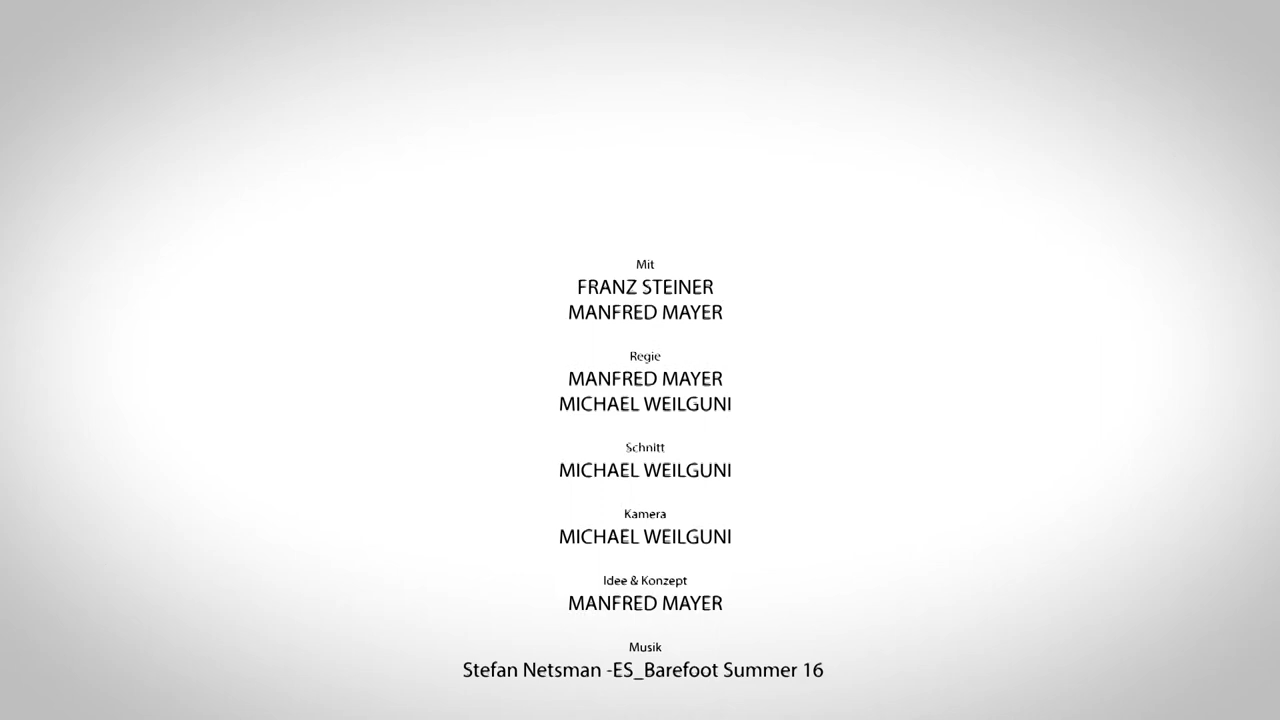 Mit
FRANZ STEINER
MANFRED MAYER
Regie
MANFRED MAYER
MICHAEL WEILGUNI
Schnitt
MICHAEL WEILGUNI
Kamera
MICHAEL WEILGUNI
Idee & Konzept
MANFRED MAYER
Musik
Stefan Netsman -ES_Barefoot Summer 16